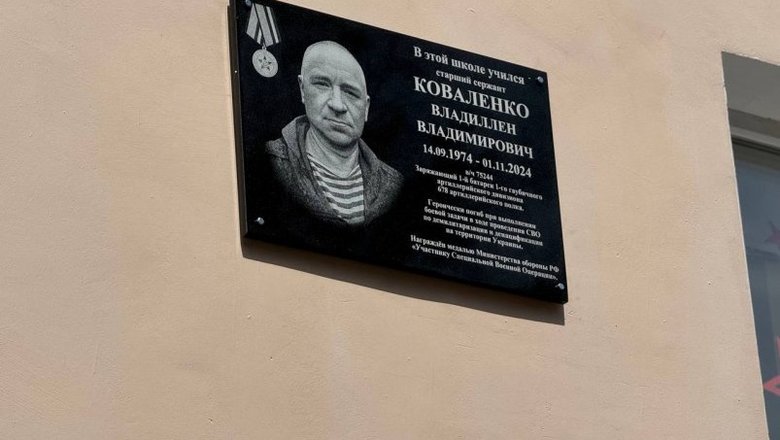 В этой школе учился
старший сержант
КОВАЛЕНКО
ВЛАДИЛЛЕН
ВЛАДИМИРОВИЧ
14.09.1974 - 01.11.2024
в/ч 75244
Заряжающий 1-й батареи 1-го гаубичного
артиллерийского дивизиона
678 артиллерийского полка.
Героически погиб при выполнении
боевой задачи в ходе проведения СВО
по демилитаризации и денацификации
на территории Украины.
Награждён медалью Министерства обороны РФ
«Участнику Специальной Военной Операции».